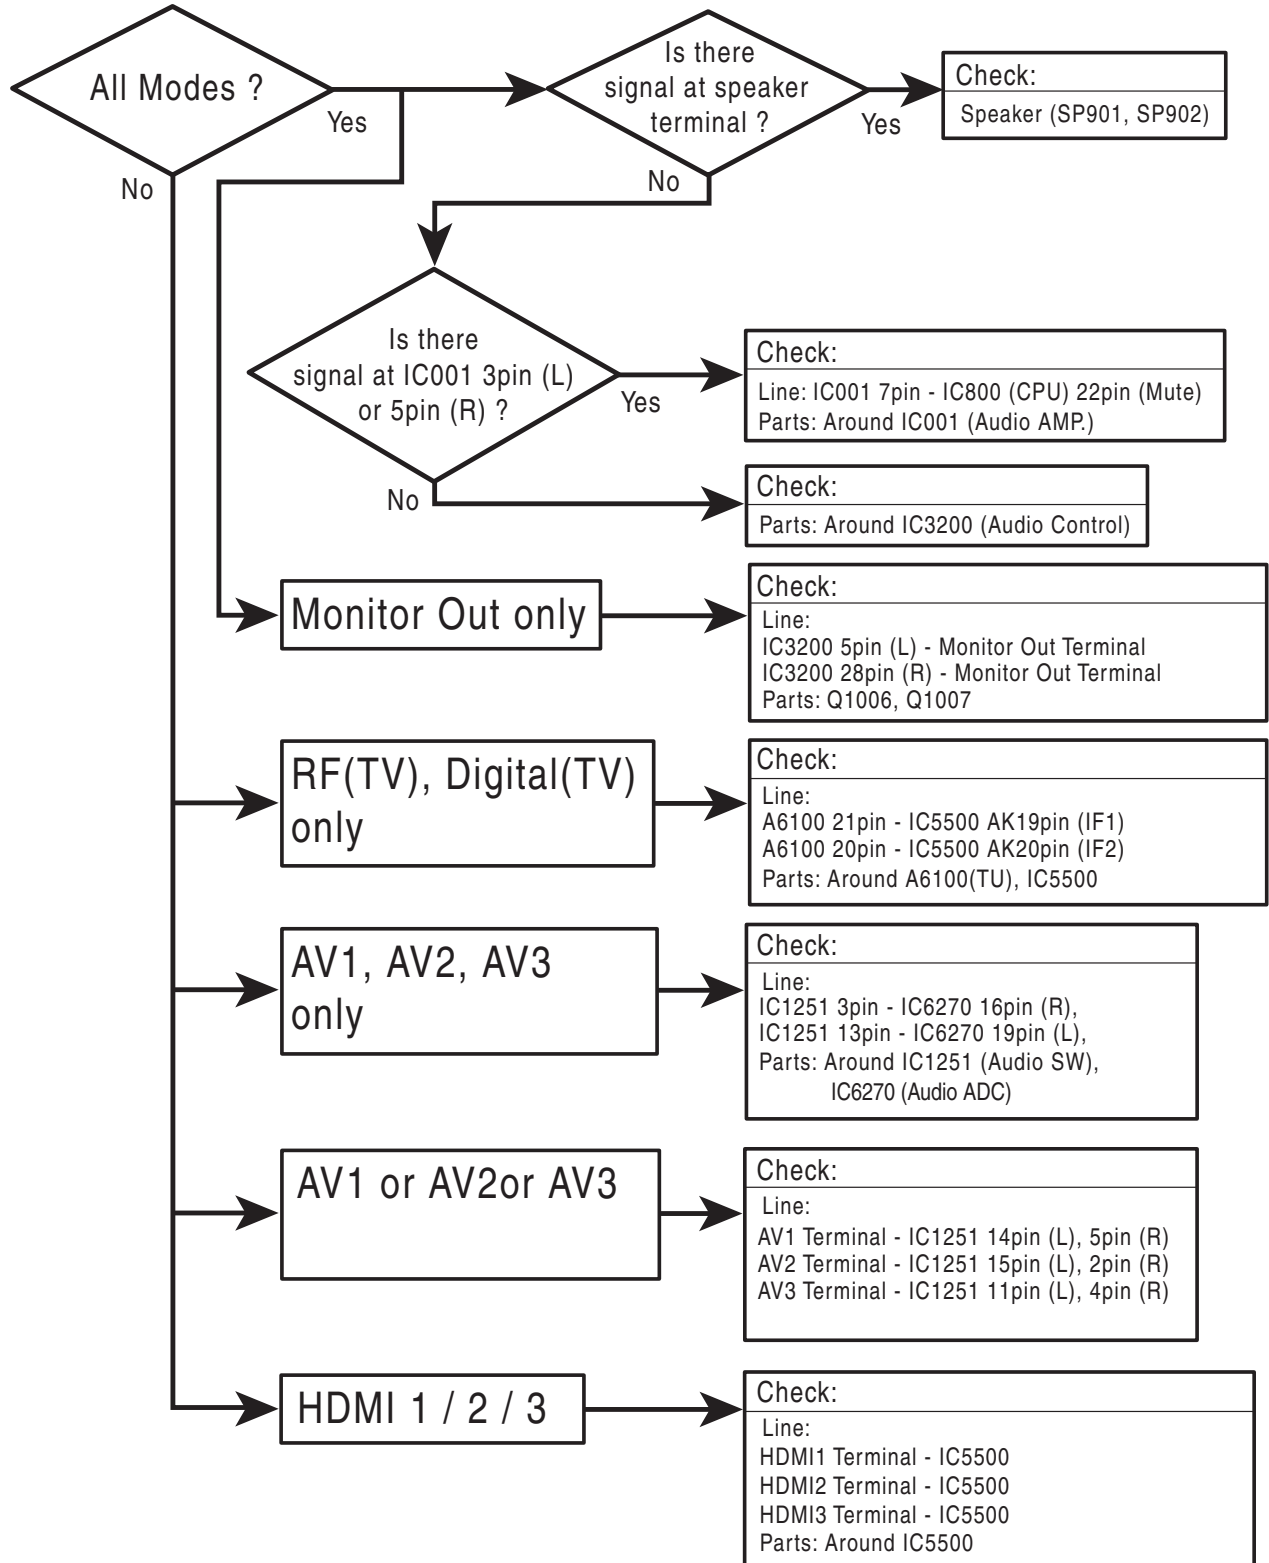 All Modes ?
Yes
No
Is there
signal at speaker
terminal ?
Yes
No
Check:
Speaker (SP901, SP902)
Is there
signal at IC001 3pin (L)
or 5pin (R) ?
Yes
No
Check:
Line: IC001 7pin - IC800 (CPU) 22pin (Mute)
Parts: Around IC001 (Audio AMP.)
Check:
Parts: Around IC3200 (Audio Control)
Monitor Out only
Check:
Line:
IC3200 5pin (L) - Monitor Out Terminal
IC3200 28pin (R) - Monitor Out Terminal
Parts: Q1006, Q1007
RF(TV), Digital(TV)
only
Check:
Line:
A6100 21pin - IC5500 AK19pin (IF1)
A6100 20pin - IC5500 AK20pin (IF2)
Parts: Around A6100(TU), IC5500
AV1, AV2, AV3
only
Check:
Line:
IC1251 3pin - IC6270 16pin (R),
IC1251 13pin - IC6270 19pin (L),
Parts: Around IC1251 (Audio SW),
IC6270 (Audio ADC)
AV1 or AV2or AV3
Check:
Line:
AV1 Terminal - IC1251 14pin (L), 5pin (R)
AV2 Terminal - IC1251 15pin (L), 2pin (R)
AV3 Terminal - IC1251 11pin (L), 4pin (R)
HDMI 1 / 2 / 3
Check:
Line:
HDMI1 Terminal - IC5500
HDMI2 Terminal - IC5500
HDMI3 Terminal - IC5500
Parts: Around IC5500